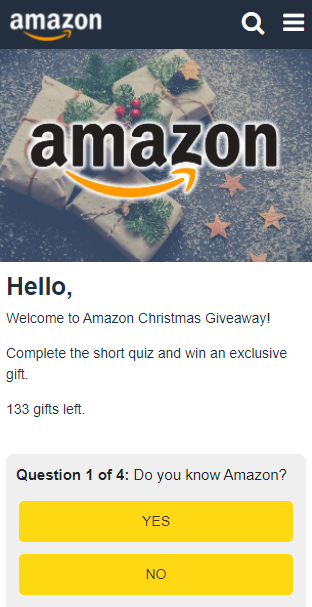 amazon
amazon
Hello,
Welcome to Amazon Christmas Giveaway!
Complete the short quiz and win an exclusive
gift.
133 gifts left.
Question 1 of 4: Do you know Amazon?
YES
NO